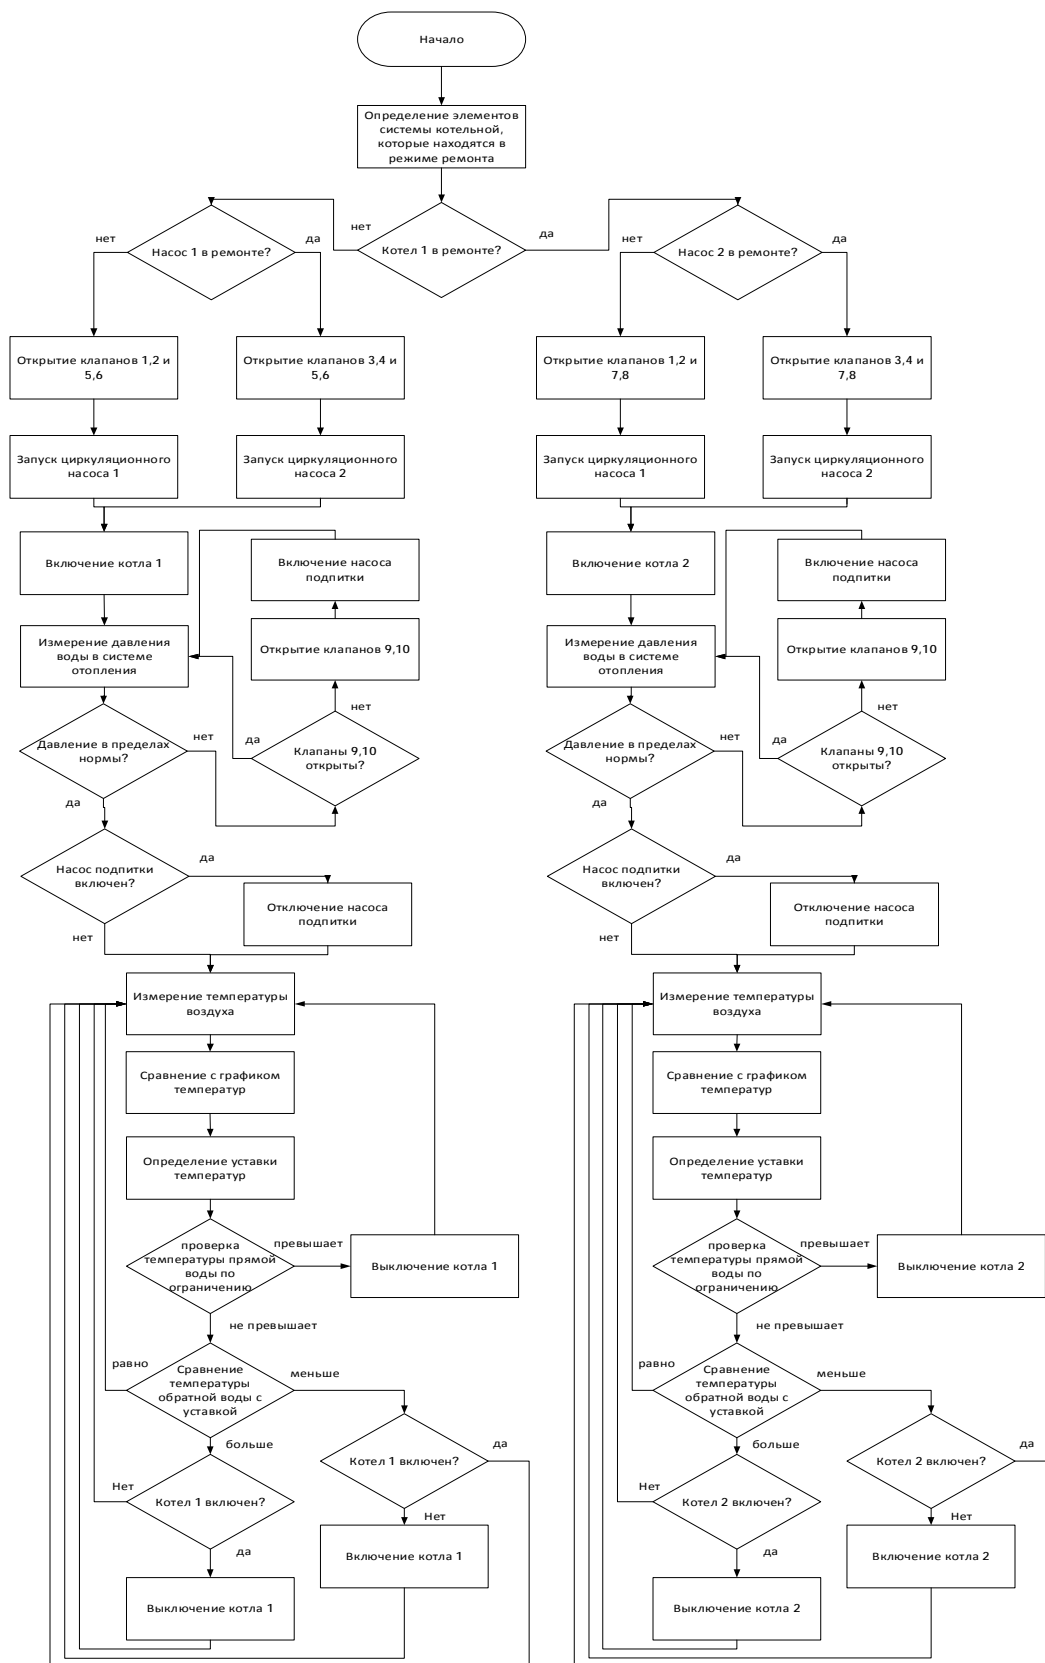 Начало
Определение элементов
системы котельной,
которые находятся в
режиме ремонта
нет
Насос 1 в ремонте?
да
нет
Котел 1 в ремонте?
да
нет
Насос 2 в ремонте?
да
Открытие клапанов 1,2 и
5,6
Открытие клапанов 3,4 и
5,6
Открытие клапанов 1,2 и
7,8
Открытие клапанов 3,4 и
7,8
Запуск циркуляционного
насоса 1
Запуск циркуляционного
насоса 2
Запуск циркуляционного
насоса 1
Запуск циркуляционного
насоса 2
Включение котла 1
Включение насоса
подпитки
Измерение давления
воды в системе
отопления
Открытие клапанов 9,10
нет
Давление в пределах
нормы?
нет
да
Клапаны 9,10
открыты?
да
Насос подпитки
включен?
да
Отключение насоса
подпитки
нет
Измерение температуры
воздуха
Сравнение с графиком
температур
Определение уставки
температур
проверка
температуры прямой
воды по
ограничению
превышает
Выключение котла 1
не превышает
равно
Сравнение
температуры
обратной воды с
уставкой
меньше
больше
Котел 1 включен?
да
Нет
Нет
Котел 1 включен?
да
Включение котла 1
Выключение котла 1
Включение котла 2
Включение насоса
подпитки
Измерение давления
воды в системе
отопления
Открытие клапанов 9,10
нет
Давление в пределах
нормы?
нет
да
Клапаны 9,10
открыты?
да
Насос подпитки
включен?
да
Отключение насоса
подпитки
нет
Измерение температуры
воздуха
Сравнение с графиком
температур
Определение уставки
температур
проверка
температуры прямой
воды по
ограничению
превышает
Выключение котла 2
не превышает
равно
Сравнение
температуры
обратной воды с
уставкой
меньше
больше
Котел 2 включен?
да
Нет
Нет
Котел 2 включен?
да
Включение котла 2
Выключение котла 2